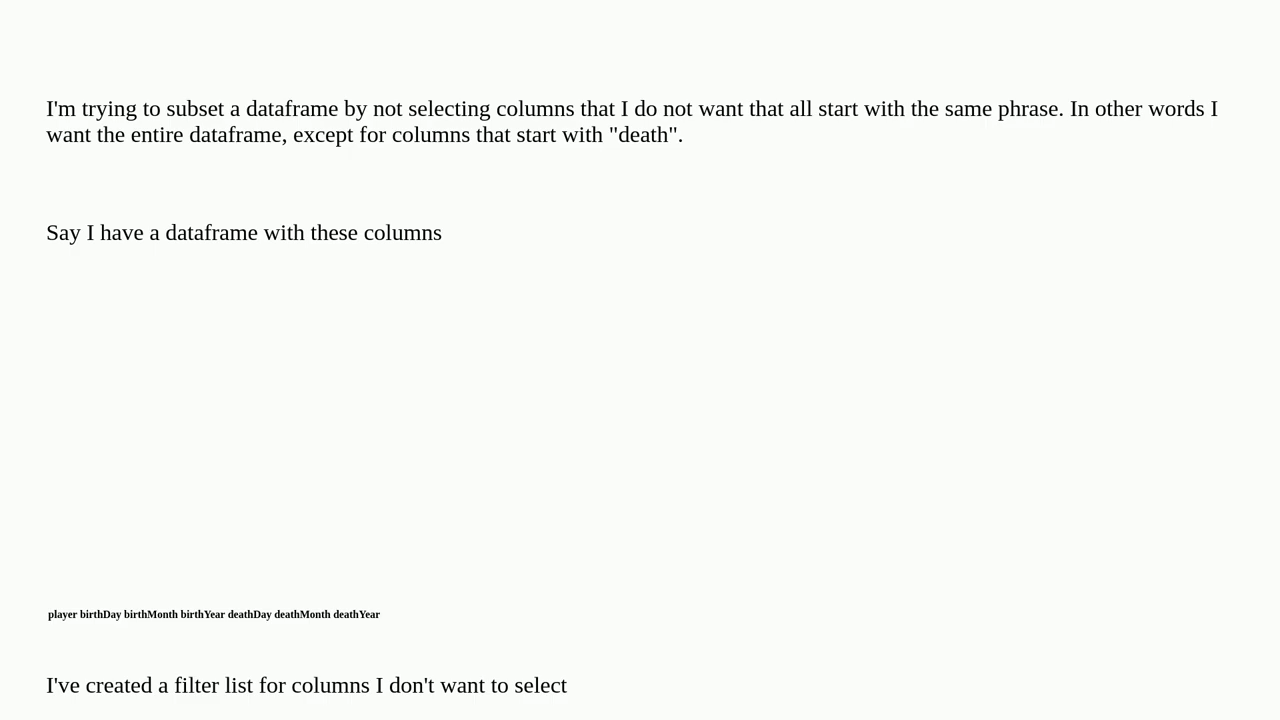 I'm trying to subset a dataframe by not selecting columns that I do not want that all start with the same phrase. In other words I
want the entire dataframe, except for columns that start with "death".
Say I have a dataframe with these columns
player birthDay birthMonth birthYear deathDay deathMonth deathYear
I've created a filter list for columns I don't want to select